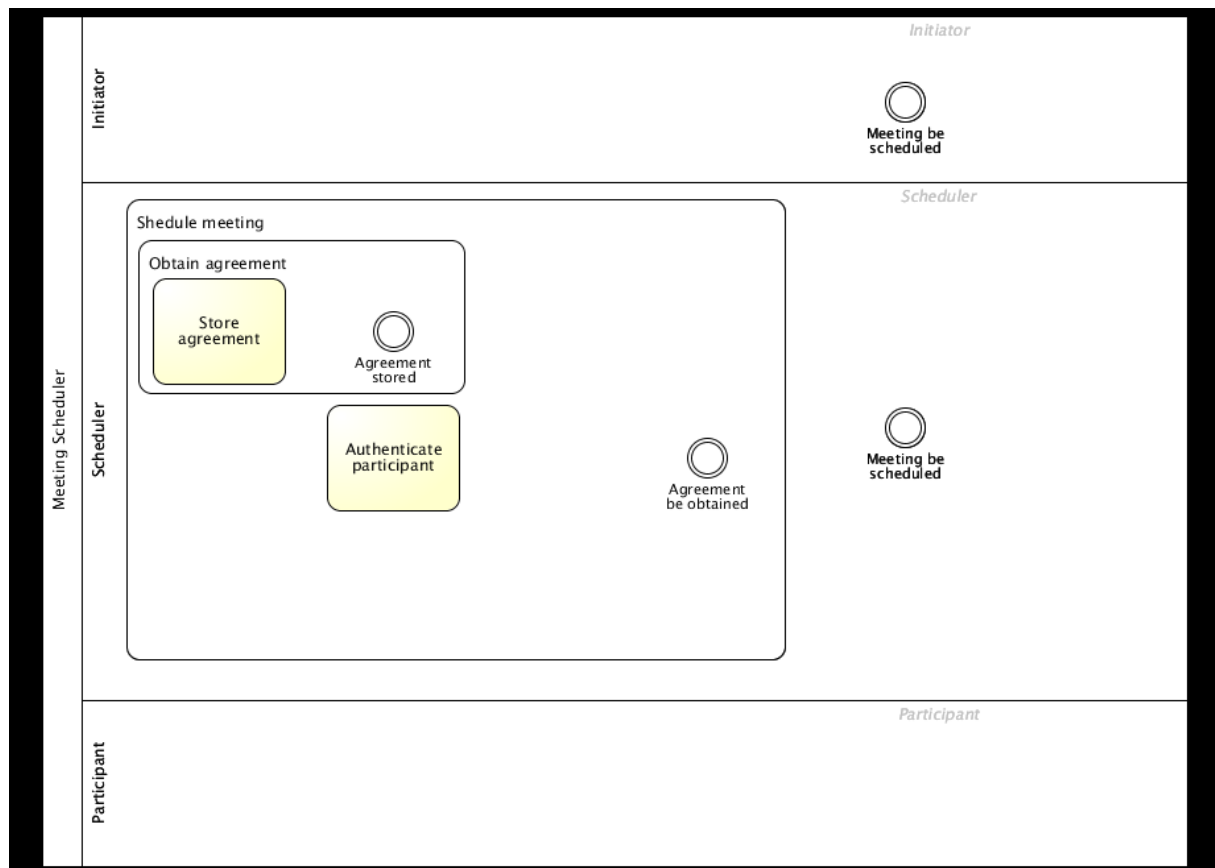 Meeting Scheduler
Initiator
Initiator
Meeting be
scheduled
Scheduler
Scheduler
Shedule meeting
Obtain agreement
Store
agreement
Agreement
stored
Authenticate
participant
Agreement
be obtained
Meeting be
scheduled
Participant
Participant